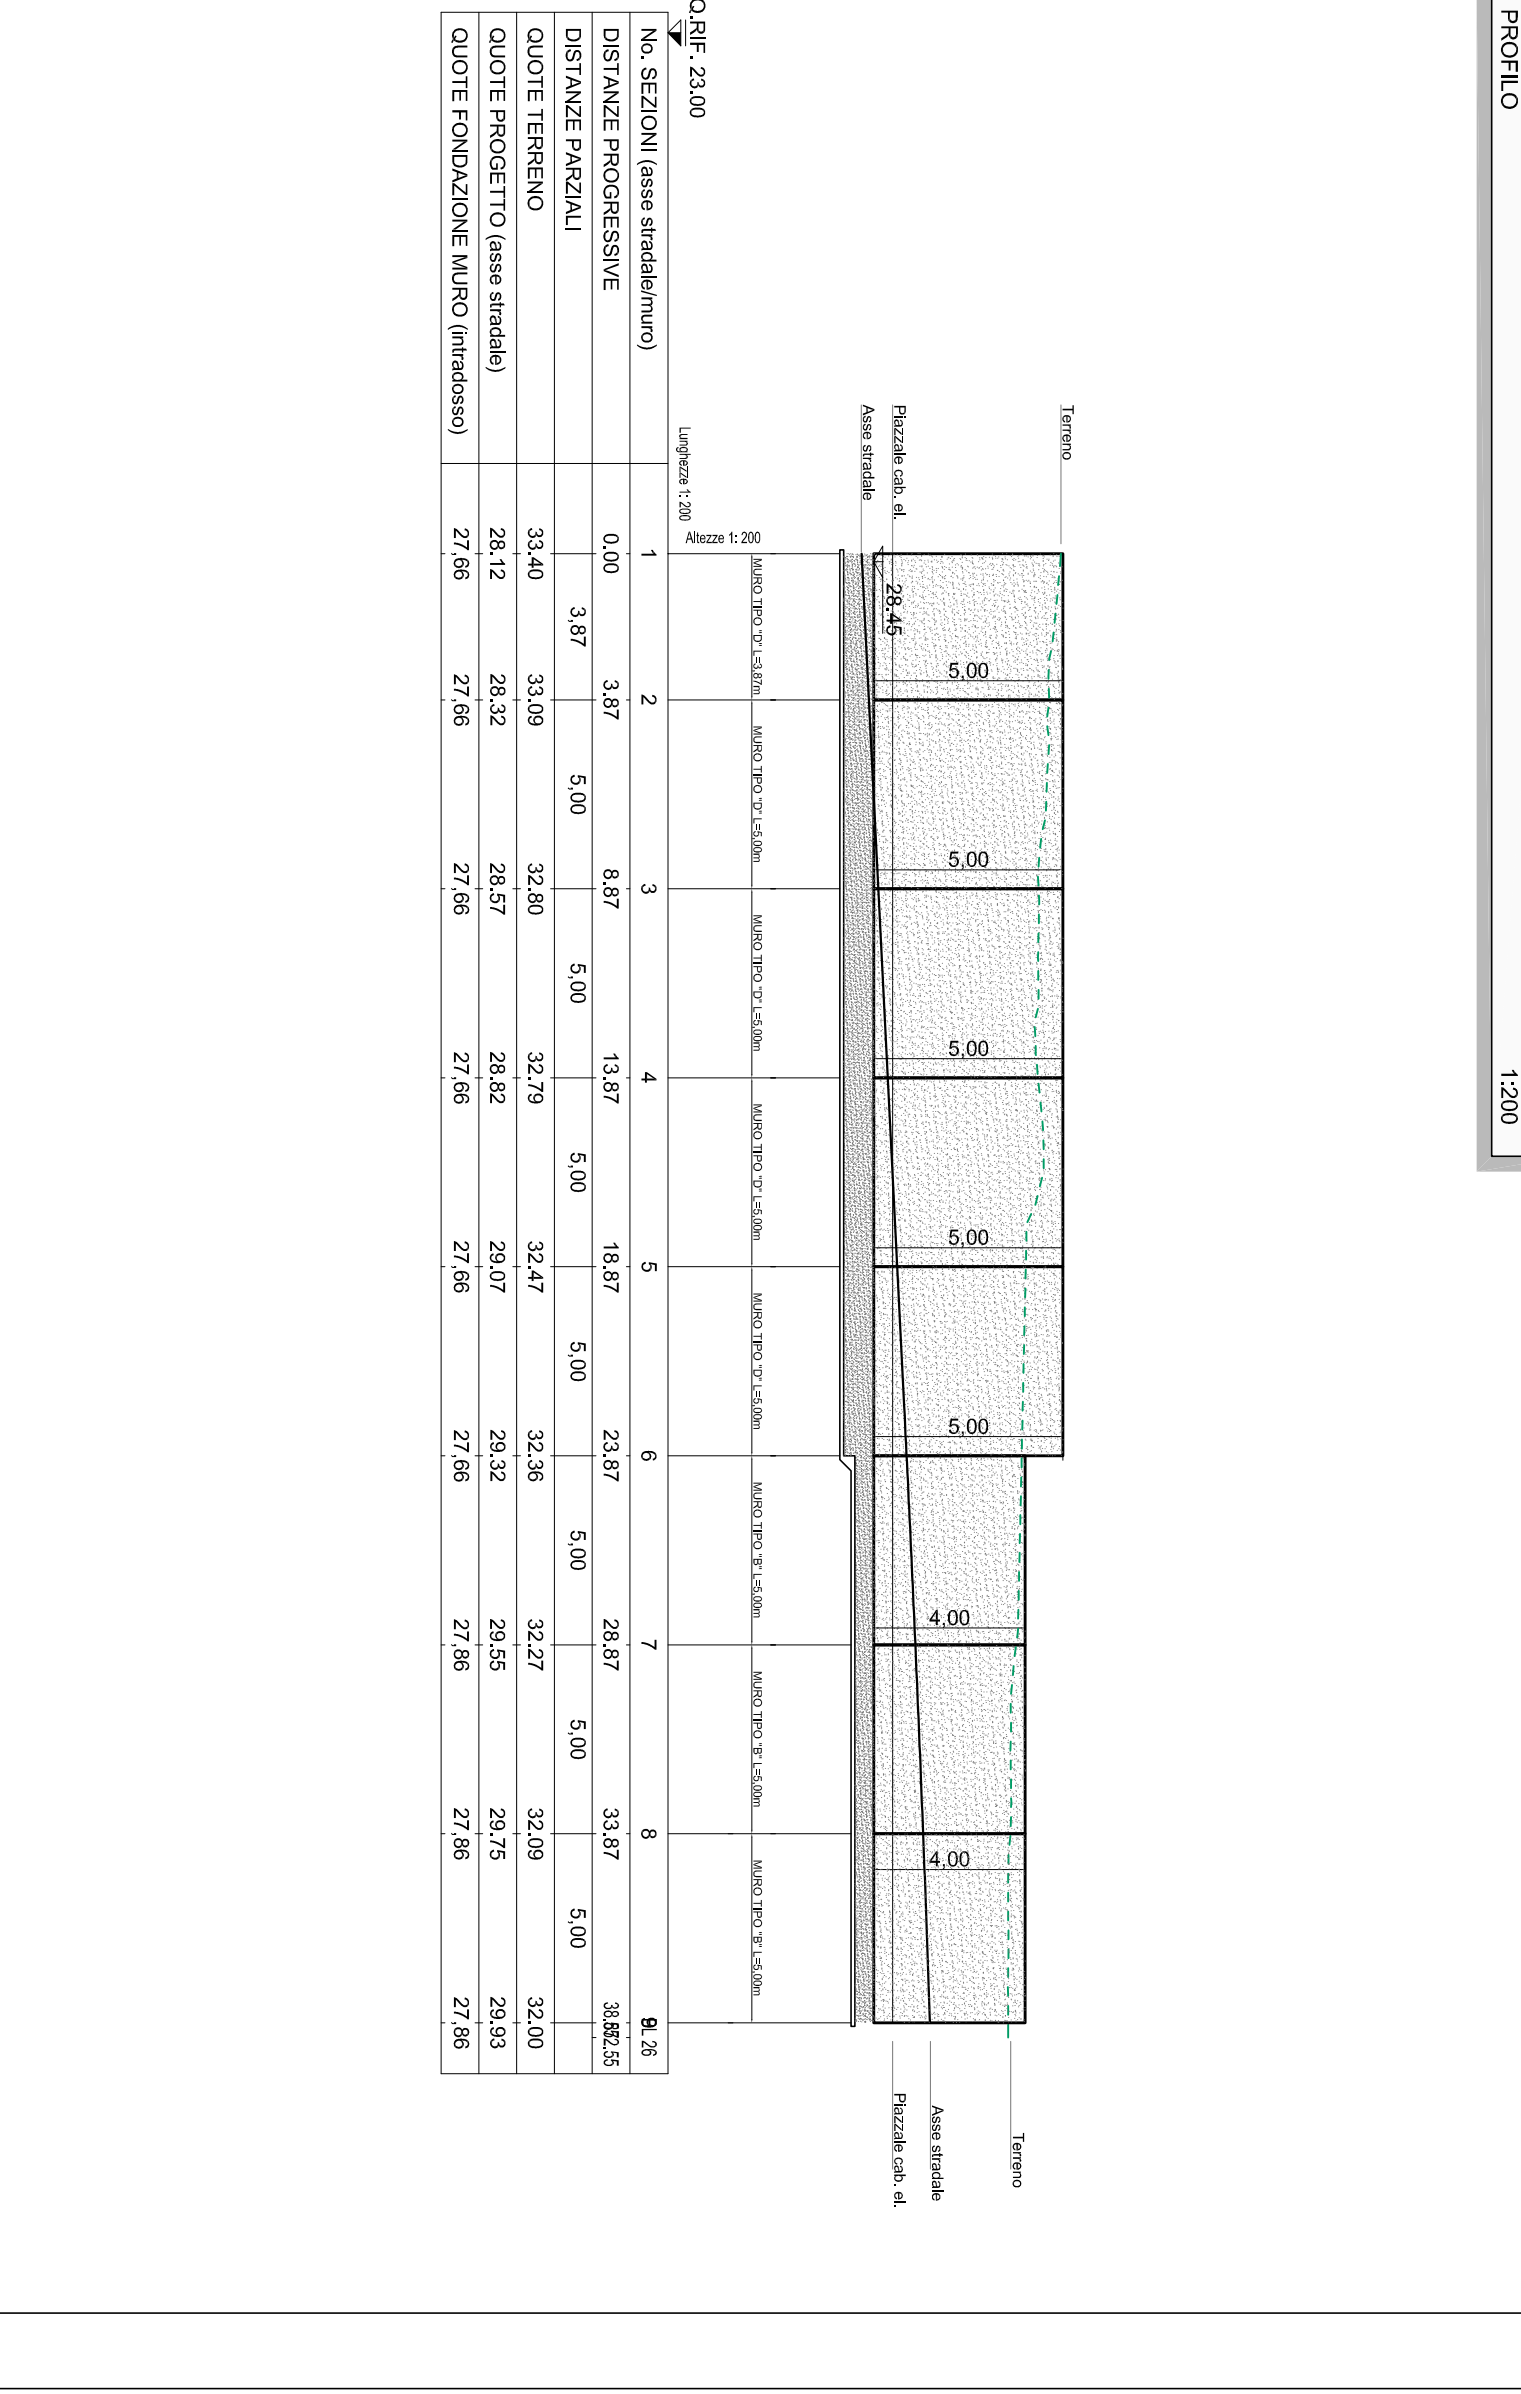 PROFILO 1:200
Terreno
Piazzale cab. el.
Asse stradale
28.45
5,00 5,00 5,00 5,00 5,00 4,00 4,00
Terreno
Asse stradale
Piazzale cab. el.
MURO TIPO "D" L=3,87m
MURO TIPO "D" L=5,00m
MURO TIPO "D" L=5,00m
MURO TIPO "D" L=5,00m
MURO TIPO "D" L=5,00m
MURO TIPO "B" L=5,00m
MURO TIPO "B" L=5,00m
MURO TIPO "B" L=5,00m
Altezze 1: 200
Lunghezze 1: 200
Q.RIF. 23.00
No. SEZIONI (asse stradale/muro) 1 2 3 4 5 6 7 8 9
DISTANZE PROGRESSIVE 0.00 3.87 8.87 13.87 18.87 23.87 28.87 33.87
DISTANZE PARZIALI 3,87 5,00 5,00 5,00 5,00 5,00 5,00 5,00
QUOTE TERRENO 33.40 33.09 32.80 32.79 32.47 32.36 32.27 32.09 32.00
QUOTE PROGETTO (asse stradale) 28.12 28.32 28.57 28.82 29.07 29.32 29.55 29.75 29.93
QUOTE FONDAZIONE MURO (intradosso) 27,66 27,66 27,66 27,66 27,66 27,66 27,86 27,86 27,86